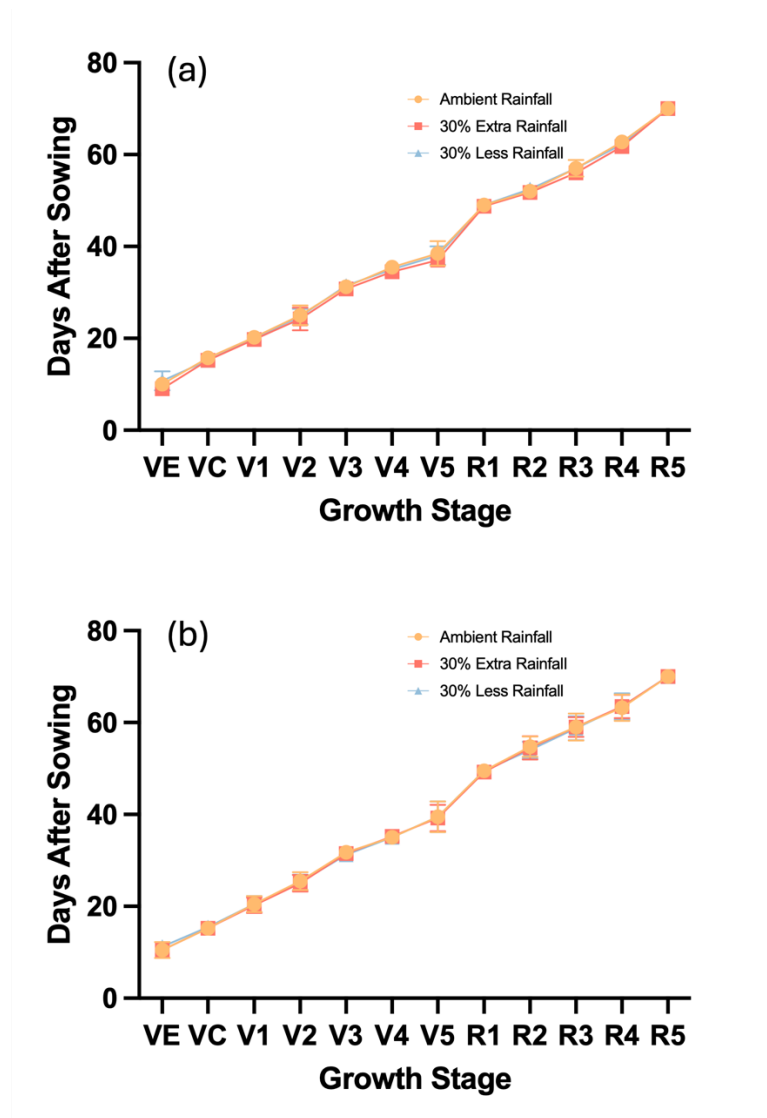 (a)
Ambient Rainfall
30% Extra Rainfall
30% Less Rainfall
Days After Sowing
80
60
40
20
0
VE VC V1 V2 V3 V4 V5 R1 R2 R3 R4 R5
Growth Stage
(b)
Ambient Rainfall
30% Extra Rainfall
30% Less Rainfall
Days After Sowing
80
60
40
20
0
VE VC V1 V2 V3 V4 V5 R1 R2 R3 R4 R5
Growth Stage